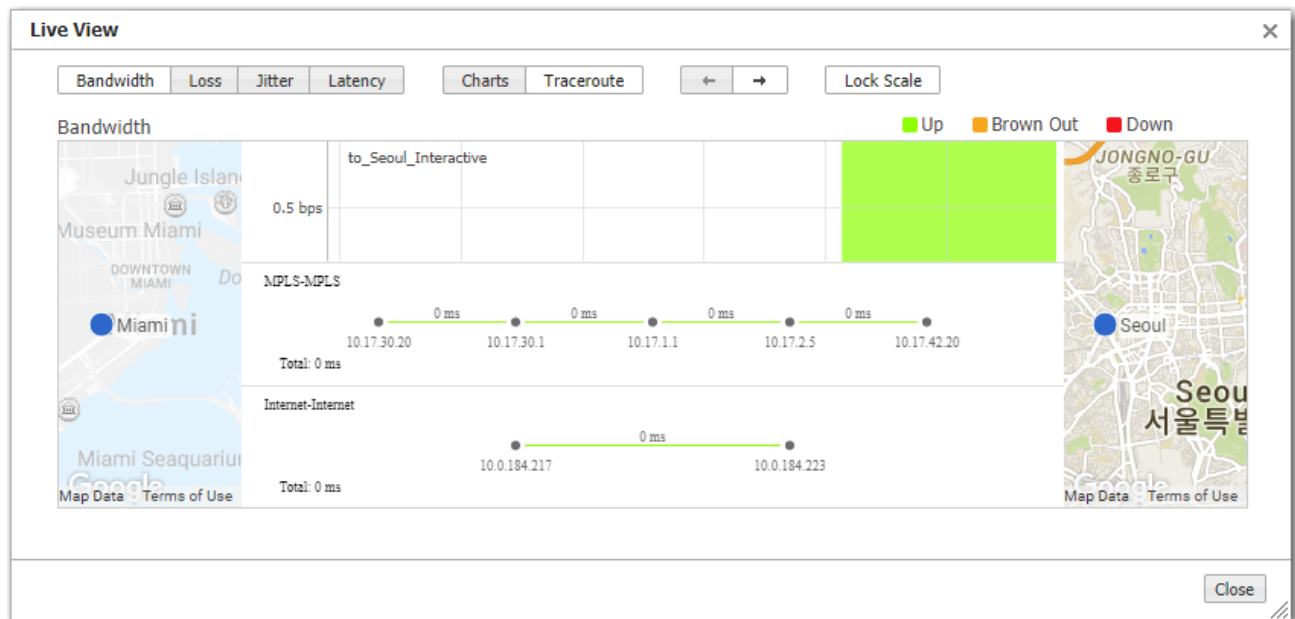 Live View
Bandwidth Loss Jitter Latency Charts Traceroute ← → Lock Scale
Bandwidth
Up Brown Out Down
Jungle Islan
Museum Miami
DOWNTOWN
MIAMI
Do
Miami
Miami Seaquariu
Google
Map Data Terms of Use
to_Seoul_Interactive
0.5 bps
MPLS-MPLS
0 ms 0 ms 0 ms 0 ms
10.17.30.20 10.17.30.1 10.17.1.1 10.17.2.5 10.17.42.20
Total: 0 ms
Internet-Internet
0 ms
10.0.184.217 10.0.184.223
Total: 0 ms
JONGNO-GU
종로구
Seoul
Seou
서울특별
Google
Map Data Terms of Use
Close